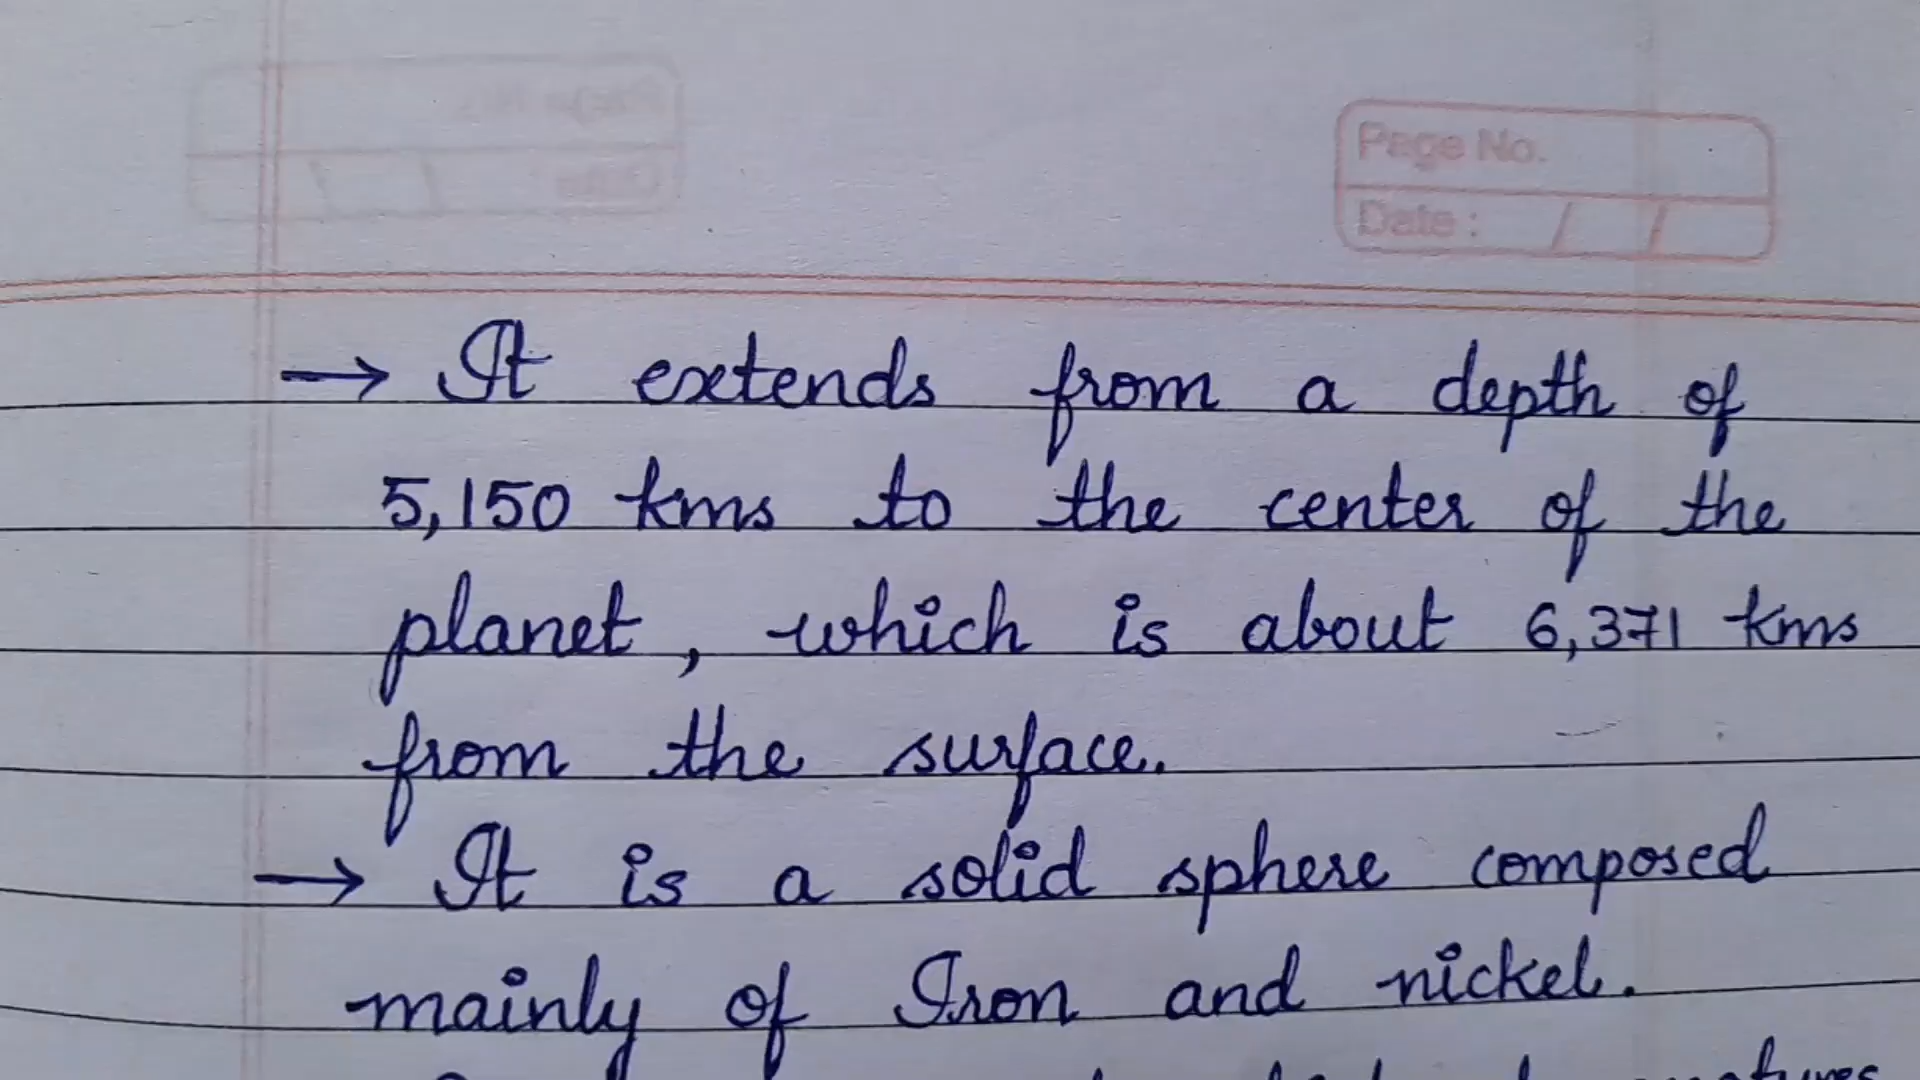 Page No.
Date : / /
→ It extends from a depth of
5,150 kms to the center of the
planet, which is about 6,371 kms
from the surface.
→ It is a solid sphere composed
mainly of Iron and nickel.